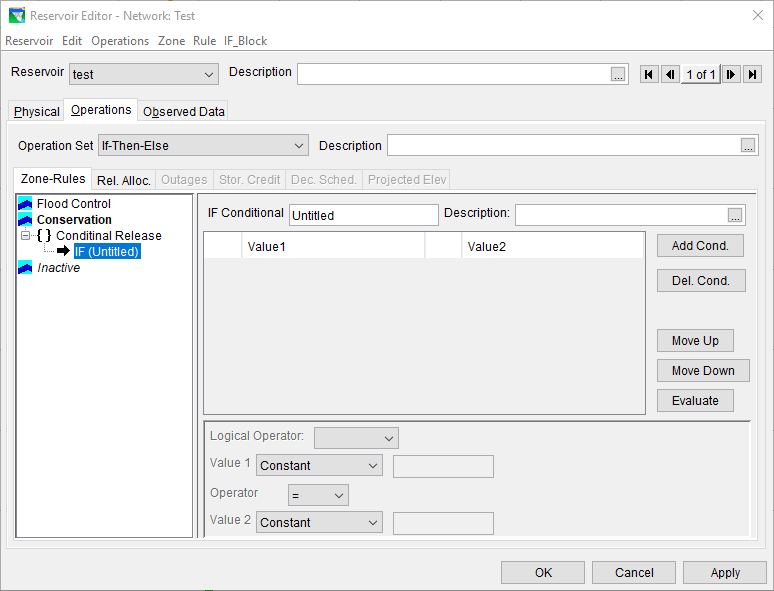 Reservoir Editor - Network: Test
Reservoir Edit Operations Zone Rule IF_Block
Reservoir test Description ... 1 of 1
Physical Operations Observed Data
Operation Set If-Then-Else Description ...
Zone-Rules Rel. Alloc. Outages Stor. Credit Dec. Sched. Projected Elev
Flood Control
Conservation
{ } Conditinal Release
IF (Untitled)
Inactive
IF Conditional Untitled Description: ...
Value1 Value2
Add Cond.
Del. Cond.
Move Up
Move Down
Evaluate
Logical Operator:
Value 1 Constant
Operator =
Value 2 Constant
OK Cancel Apply